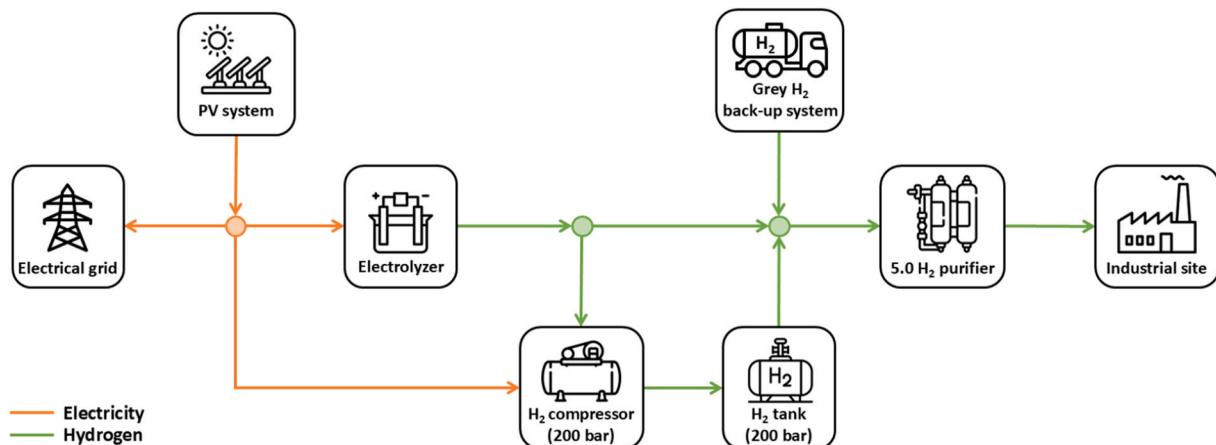 H₂
PV system
Grey H₂
back-up system
+ −
Electrical grid
Electrolyzer
5.0 H₂ purifier
Industrial site
H₂
H₂ compressor
(200 bar)
H₂ tank
(200 bar)
Electricity
Hydrogen